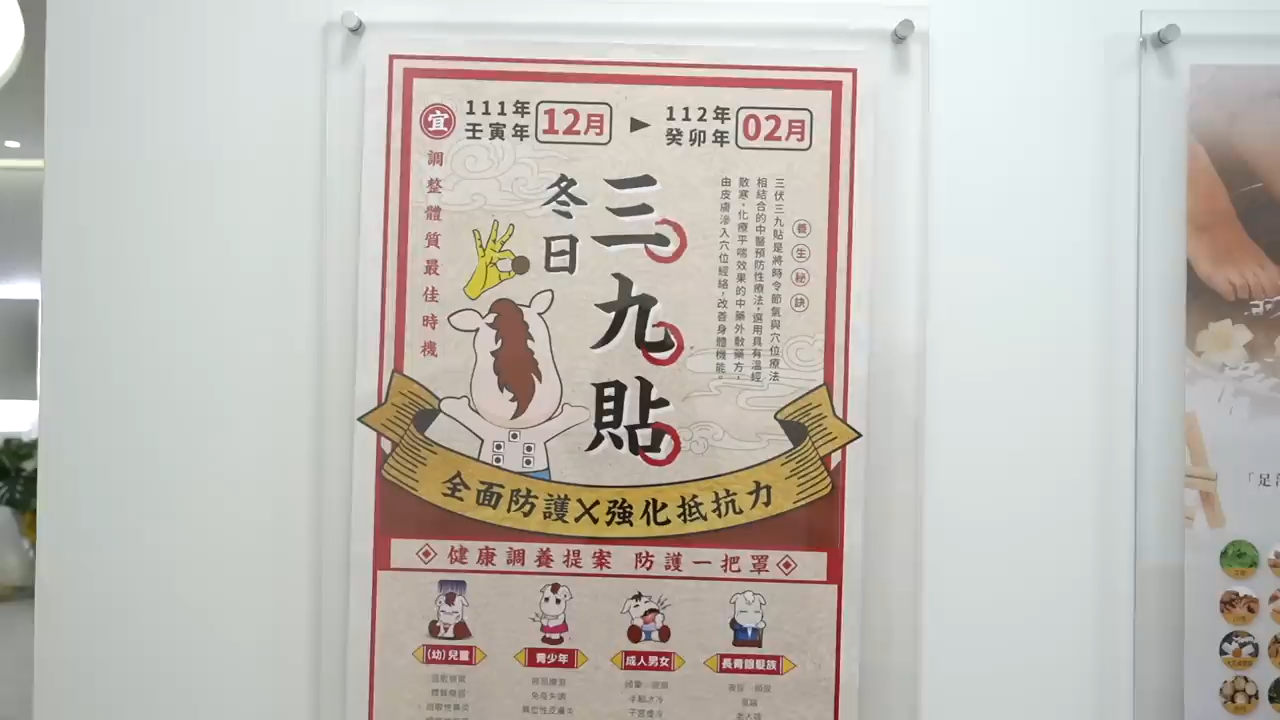 宜
111年
壬寅年
12月
112年
癸卯年
02月
調整體質最佳時機
冬日
三九貼
養生秘訣
三伏三九貼是將時令節氣與穴位療法
相結合的中醫預防性療法，選用具有溫經
散寒，化療平喘效果的中藥外敷藥方，
由皮膚滲入穴位經絡，改善身體機能。
全面防護X強化抵抗力
健康調養提案 防護一把罩
(幼)兒童
青少年
成人男女
長青銀髮族
免疫失調
「足